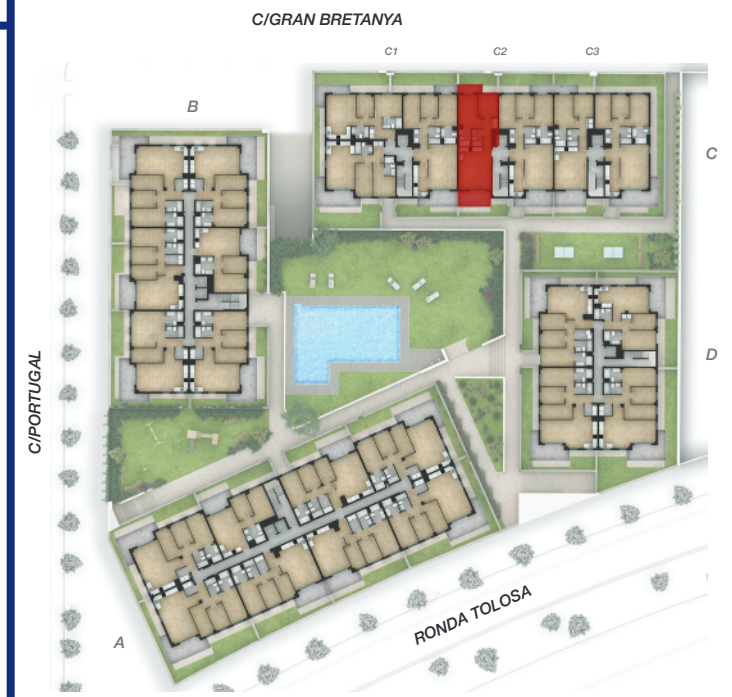 C/GRAN BRETANYA
C1
C2
C3
B
C
C/PORTUGAL
D
A
RONDA TOLOSA